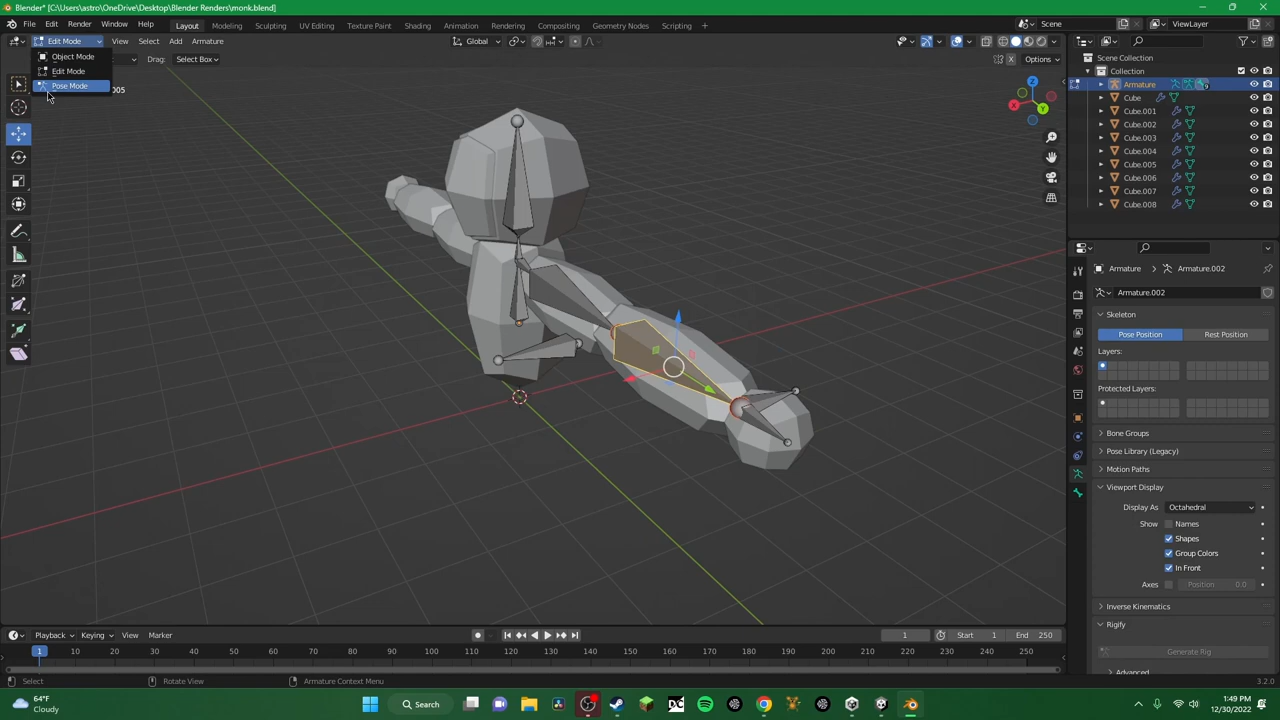 Blender* [C:\Users\astro\OneDrive\Desktop\Blender Renders\monk.blend]
File Edit Render Window Help
Layout Modeling Sculpting UV Editing Texture Paint Shading Animation Rendering Compositing Geometry Nodes Scripting +
Scene ViewLayer
Edit Mode View Select Add Armature Global
Drag: Select Box Options
Object Mode
Edit Mode
Pose Mode
005
X Y Z
Scene Collection
Collection
Armature 9
Cube
Cube.001
Cube.002
Cube.003
Cube.004
Cube.005
Cube.006
Cube.007
Cube.008
Armature Armature.002
Armature.002
Skeleton
Pose Position Rest Position
Layers:
Protected Layers:
Bone Groups
Pose Library (Legacy)
Motion Paths
Viewport Display
Display As Octahedral
Show Names
Shapes
Group Colors
In Front
Axes Position 0.0
Inverse Kinematics
Rigify
Generate Rig
Advanced
Playback Keying View Marker 1 Start 1 End 250
1 10 20 30 40 50 60 70 80 90 100 110 120 130 140 150 160 170 180 190 200 210 220 230 240 250
Select Rotate View Armature Context Menu 3.2.0
64°F
Cloudy
Search
1:49 PM
12/30/2022